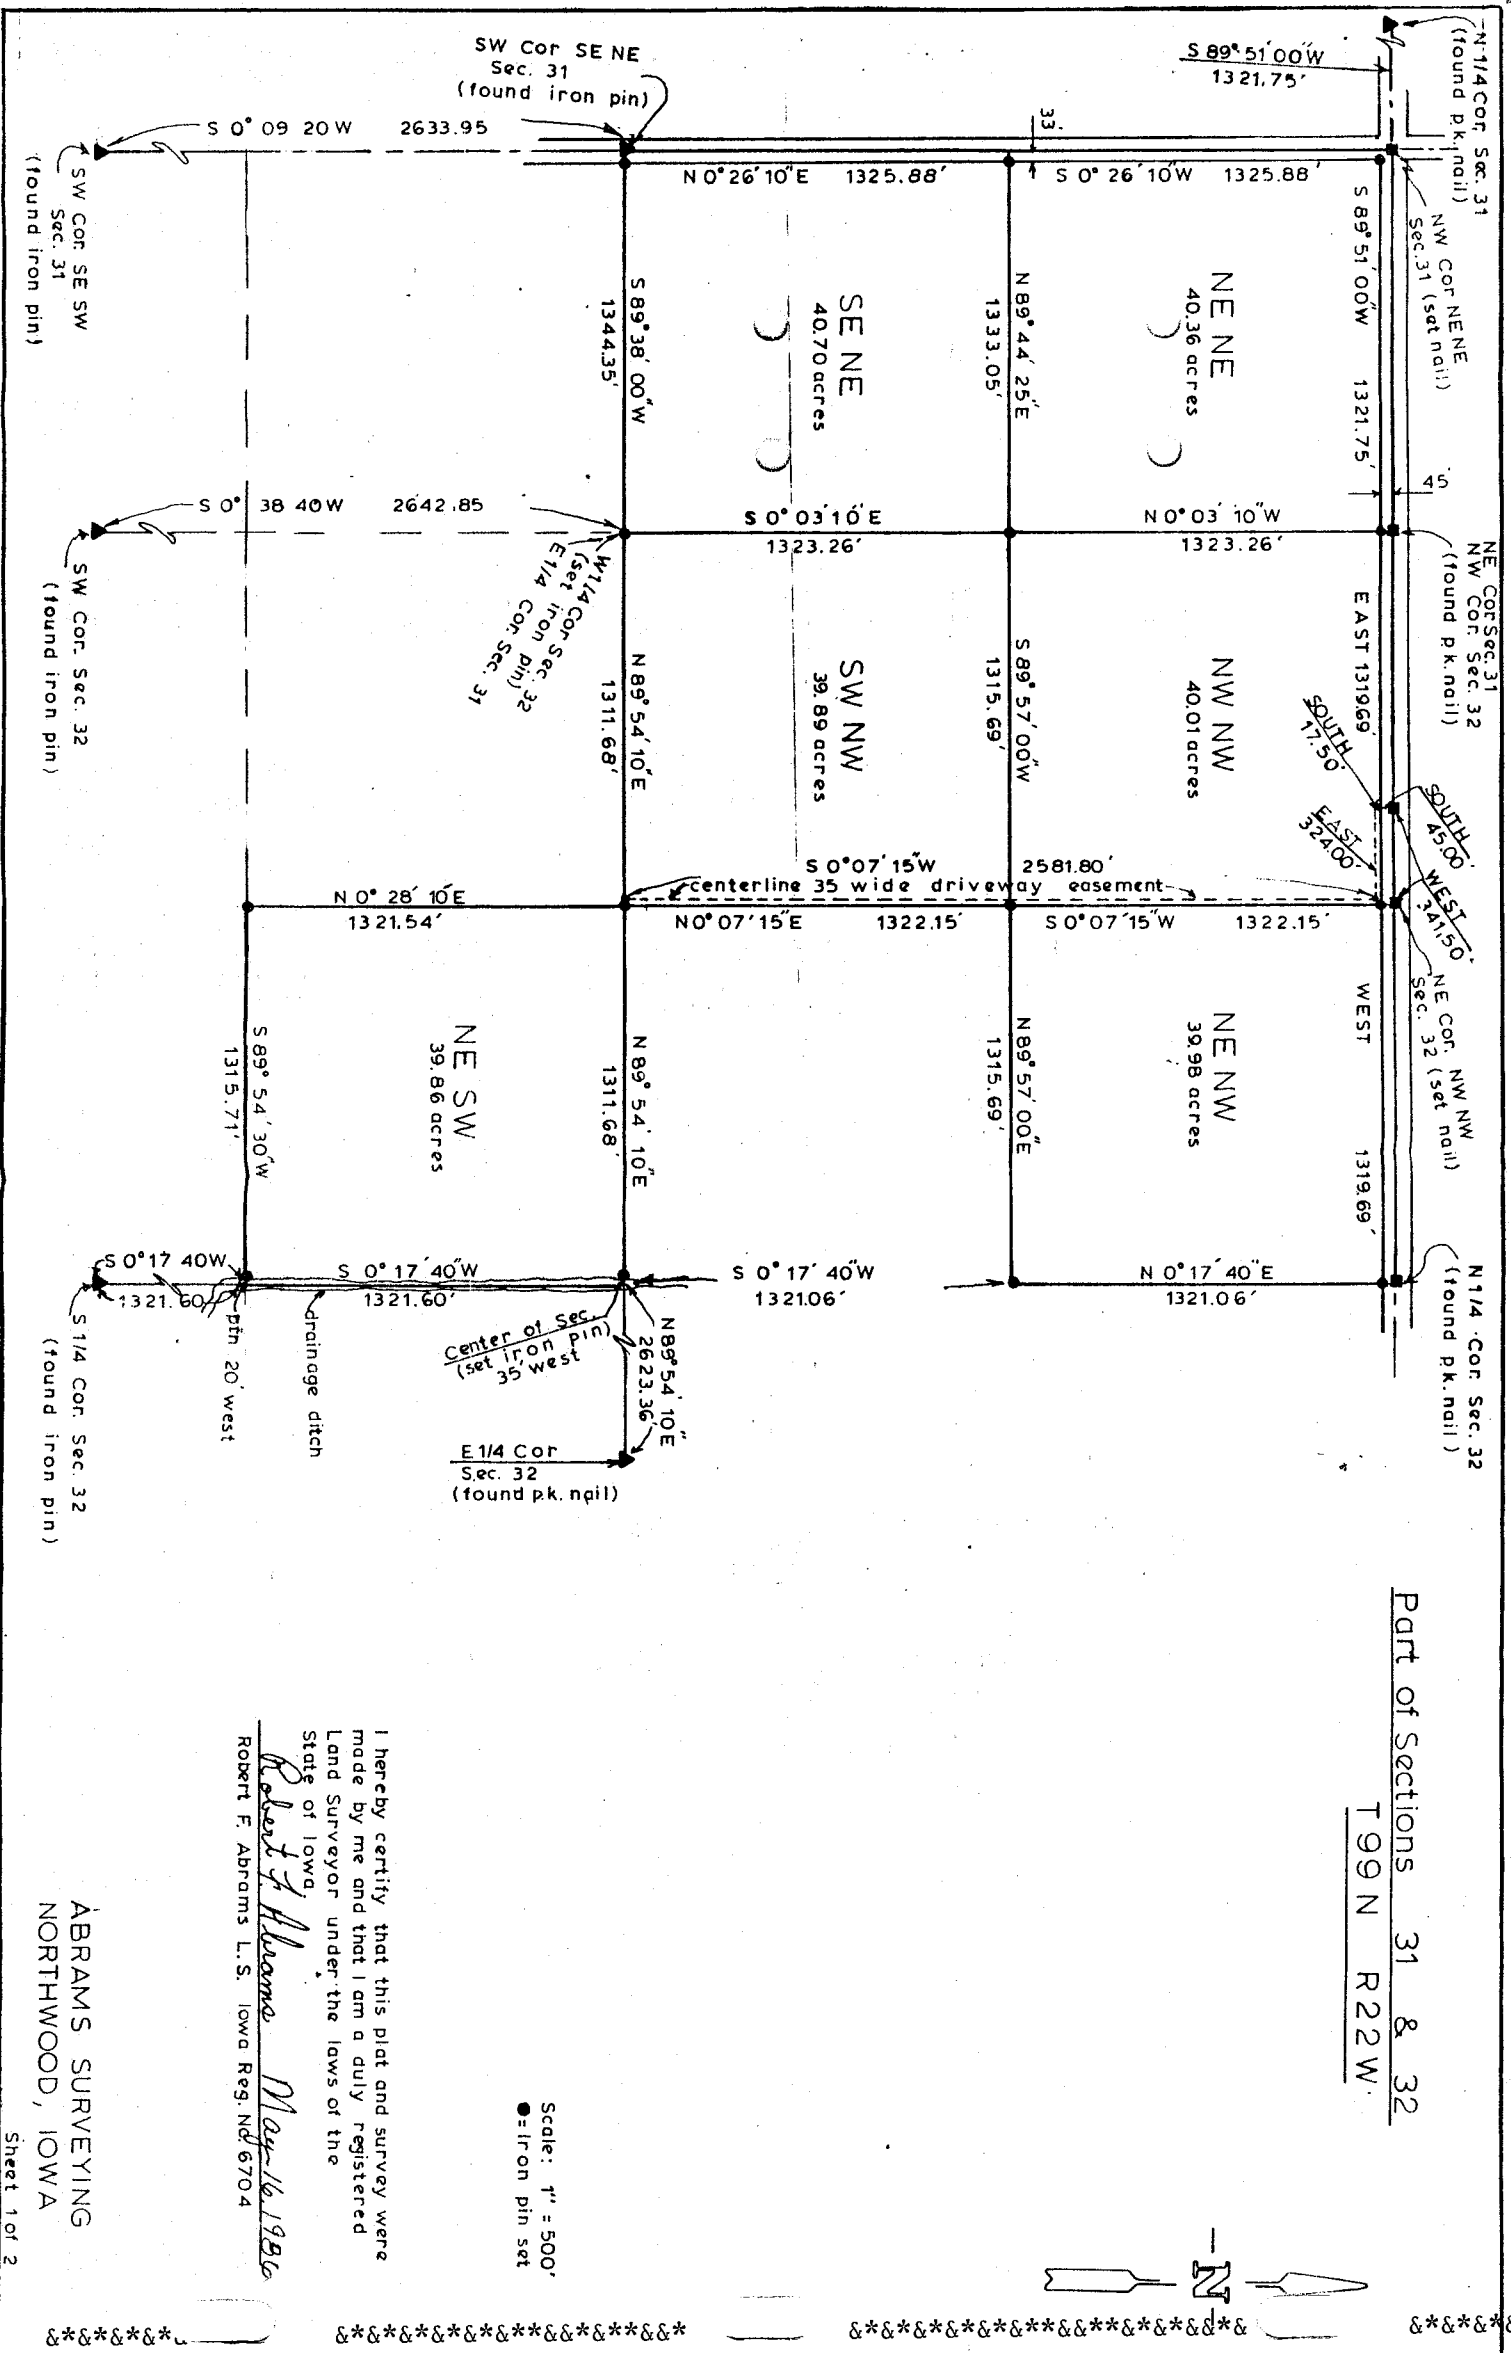 Part of Sections 31 & 32
T 99 N R 22 W
N 1/4 Cor. Sec. 31
(found p.k. nail)
S 89° 51' 00" W
1321.75'
NW Cor NE NE
Sec. 31 (set nail)
NE Cor Sec. 31
NW Cor. Sec. 32
(found p.k. nail)
SOUTH
45.00'
WEST
341.50'
NE Cor. NW NW
Sec. 32 (set nail)
N 1/4 Cor. Sec. 32
(found p.k. nail)
S 89° 51' 00" W 1321.75'
45
EAST 1319.69'
SOUTH
17.50'
EAST
324.00'
WEST 1319.69'
33'
S 0° 26' 10" W 1325.88'
NE NE
40.36 acres
N 0° 03' 10" W
1323.26'
NW NW
40.01 acres
S 0° 07' 15" W 2581.80'
centerline 35 wide driveway easement
S 0° 07' 15" W 1322.15'
NE NW
39.98 acres
N 0° 17' 40" E
1321.06'
N 89° 44' 25" E
1333.05'
S 89° 57' 00" W
1315.69'
N 89° 57' 00" E
1315.69'
N 0° 26' 10" E 1325.88'
SE NE
40.70 acres
S 0° 03' 10" E
1323.26'
SW NW
39.89 acres
N 0° 07' 15" E 1322.15'
S 0° 17' 40" W
1321.06'
SW Cor SE NE
Sec. 31
(found iron pin)
S 89° 38' 00" W
1344.35'
N 89° 54' 10" E
1311.68'
N 89° 54' 10" E
1311.68'
N 89° 54' 10" E
2623.36'
W 1/4 Cor Sec. 32
(set iron pin)
E 1/4 Cor. Sec. 31
Center of Sec.
(set iron pin)
35' west
E 1/4 Cor
Sec. 32
(found p.k. nail)
S 0° 09 20 W 2633.95
S 0° 38 40 W 2642.85
N 0° 28' 10" E
1321.54'
NE SW
39.86 acres
S 0° 17' 40" W
1321.60'
drainage ditch
S 89° 54' 30" W
1315.71'
pin 20' west
S 0° 17 40 W
1321.60
SW Cor. SE SW
Sec. 31
(found iron pin)
SW Cor. Sec. 32
(found iron pin)
S 1/4 Cor. Sec. 32
(found iron pin)
N
Scale: 1" = 500'
● = iron pin set
I hereby certify that this plat and survey were
made by me and that I am a duly registered
Land Surveyor under the laws of the
State of Iowa.
Robert F. Abrams May 16, 1986
Robert F. Abrams L.S. Iowa Reg. No. 6704
ABRAMS SURVEYING
NORTHWOOD, IOWA
Sheet 1 of 2